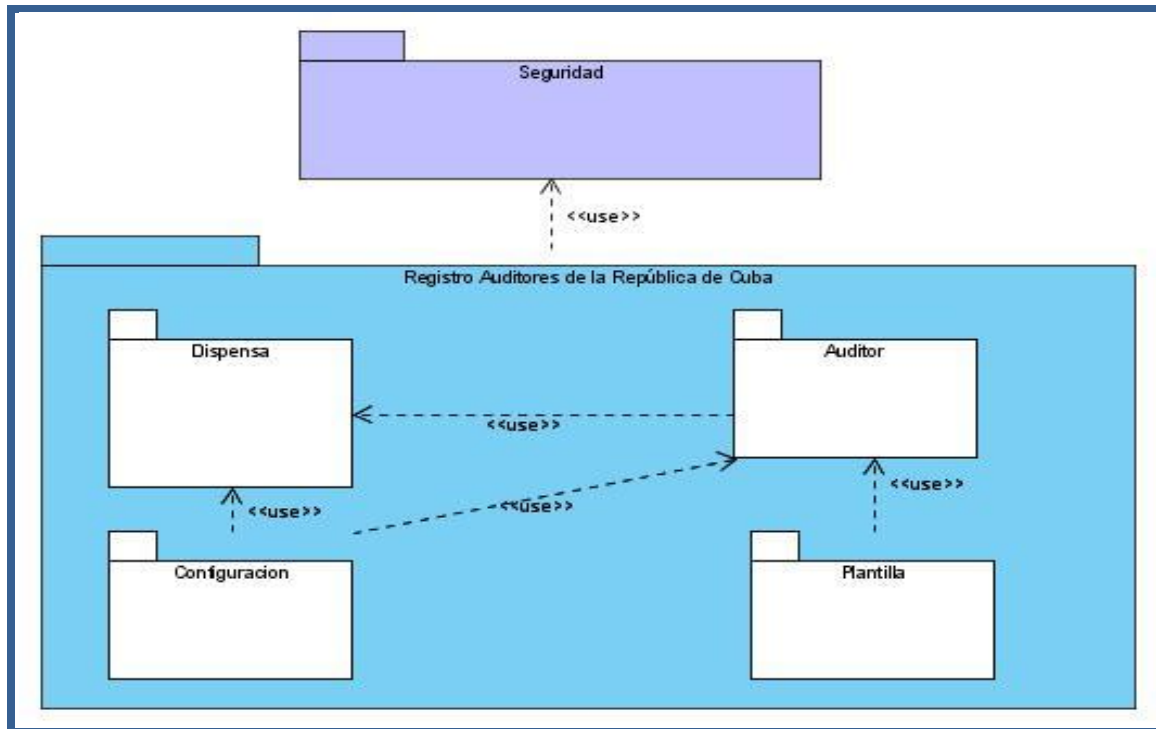 Seguridad
<<use>>
Registro Auditores de la República de Cuba
Dispensa
Auditor
<<use>>
<<use>>
<<use>>
<<use>>
Configuracion
Plantilla